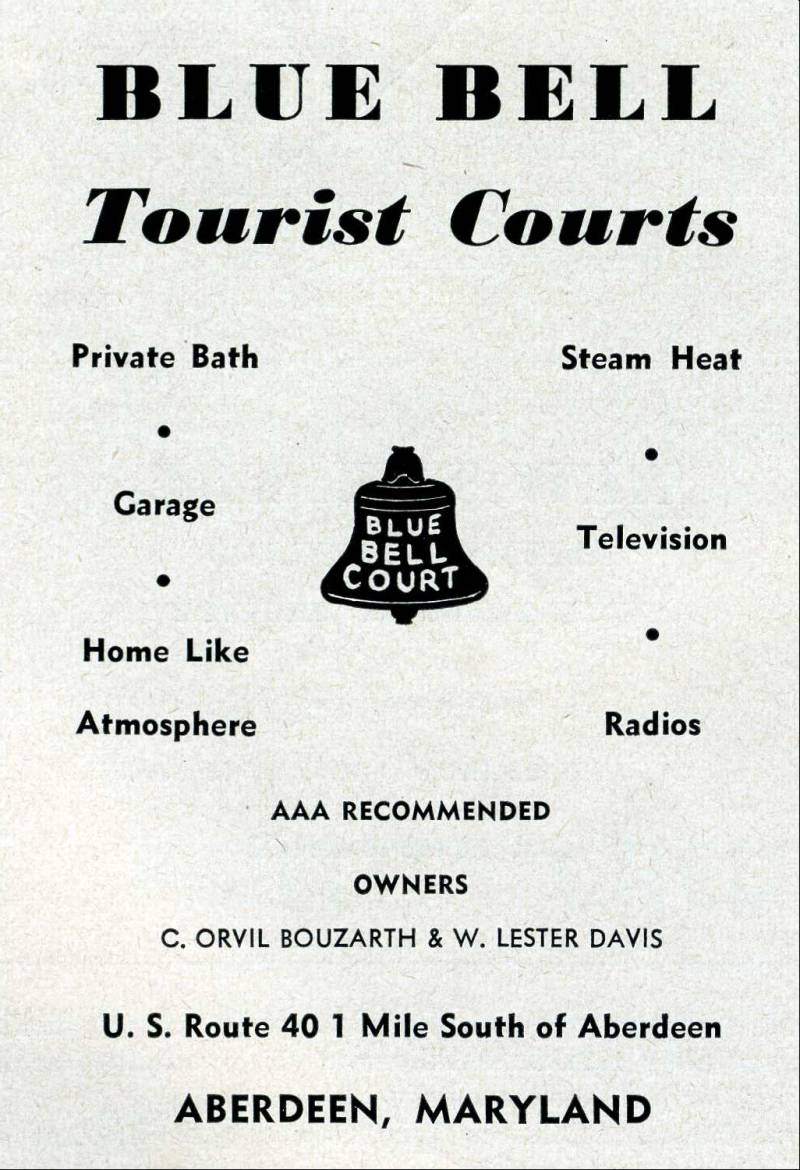 BLUE BELL
Tourist Courts
Private Bath
•
Garage
•
Home Like
Atmosphere
BLUE
BELL
COURT
Steam Heat
•
Television
•
Radios
AAA RECOMMENDED
OWNERS
C. ORVIL BOUZARTH & W. LESTER DAVIS
U. S. Route 40 1 Mile South of Aberdeen
ABERDEEN, MARYLAND